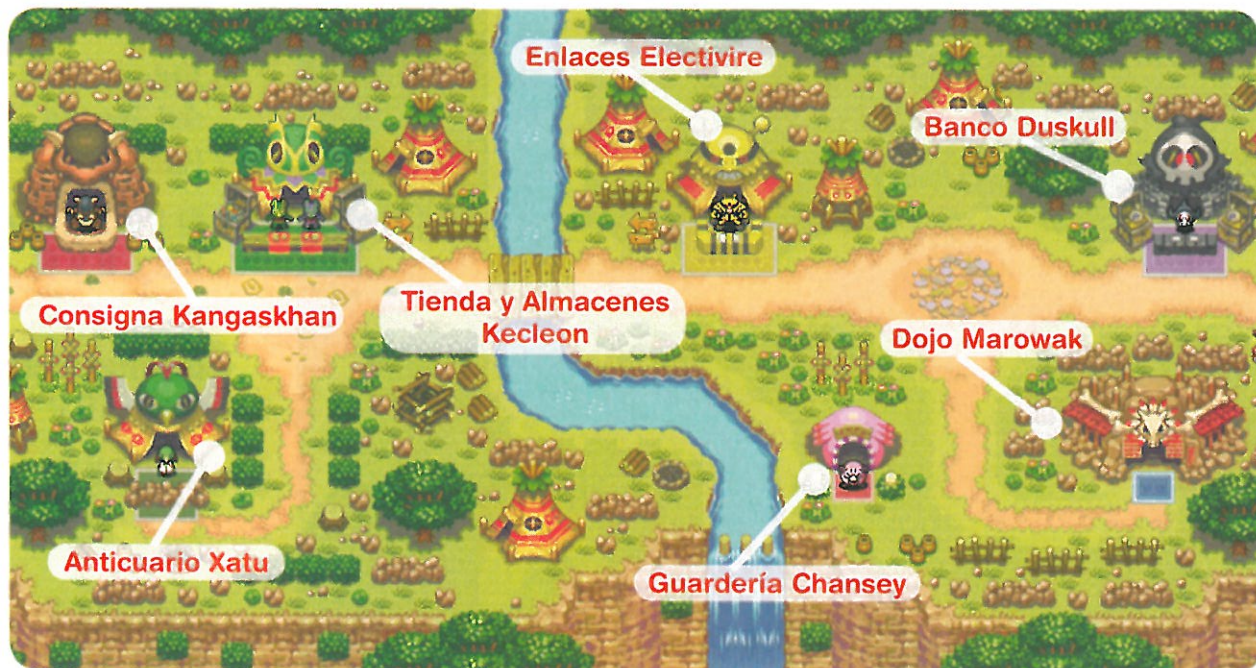 Enlaces Electivire
Banco Duskull
Consigna Kangaskhan
Tienda y Almacenes
Kecleon
Dojo Marowak
Anticuario Xatu
Guardería Chansey